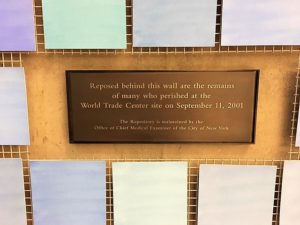 Reposed behind this wall are the remains
of many who perished at the
World Trade Center site on September 11, 2001
The Repository is maintained by the
Office of Chief Medical Examiner of the City of New York